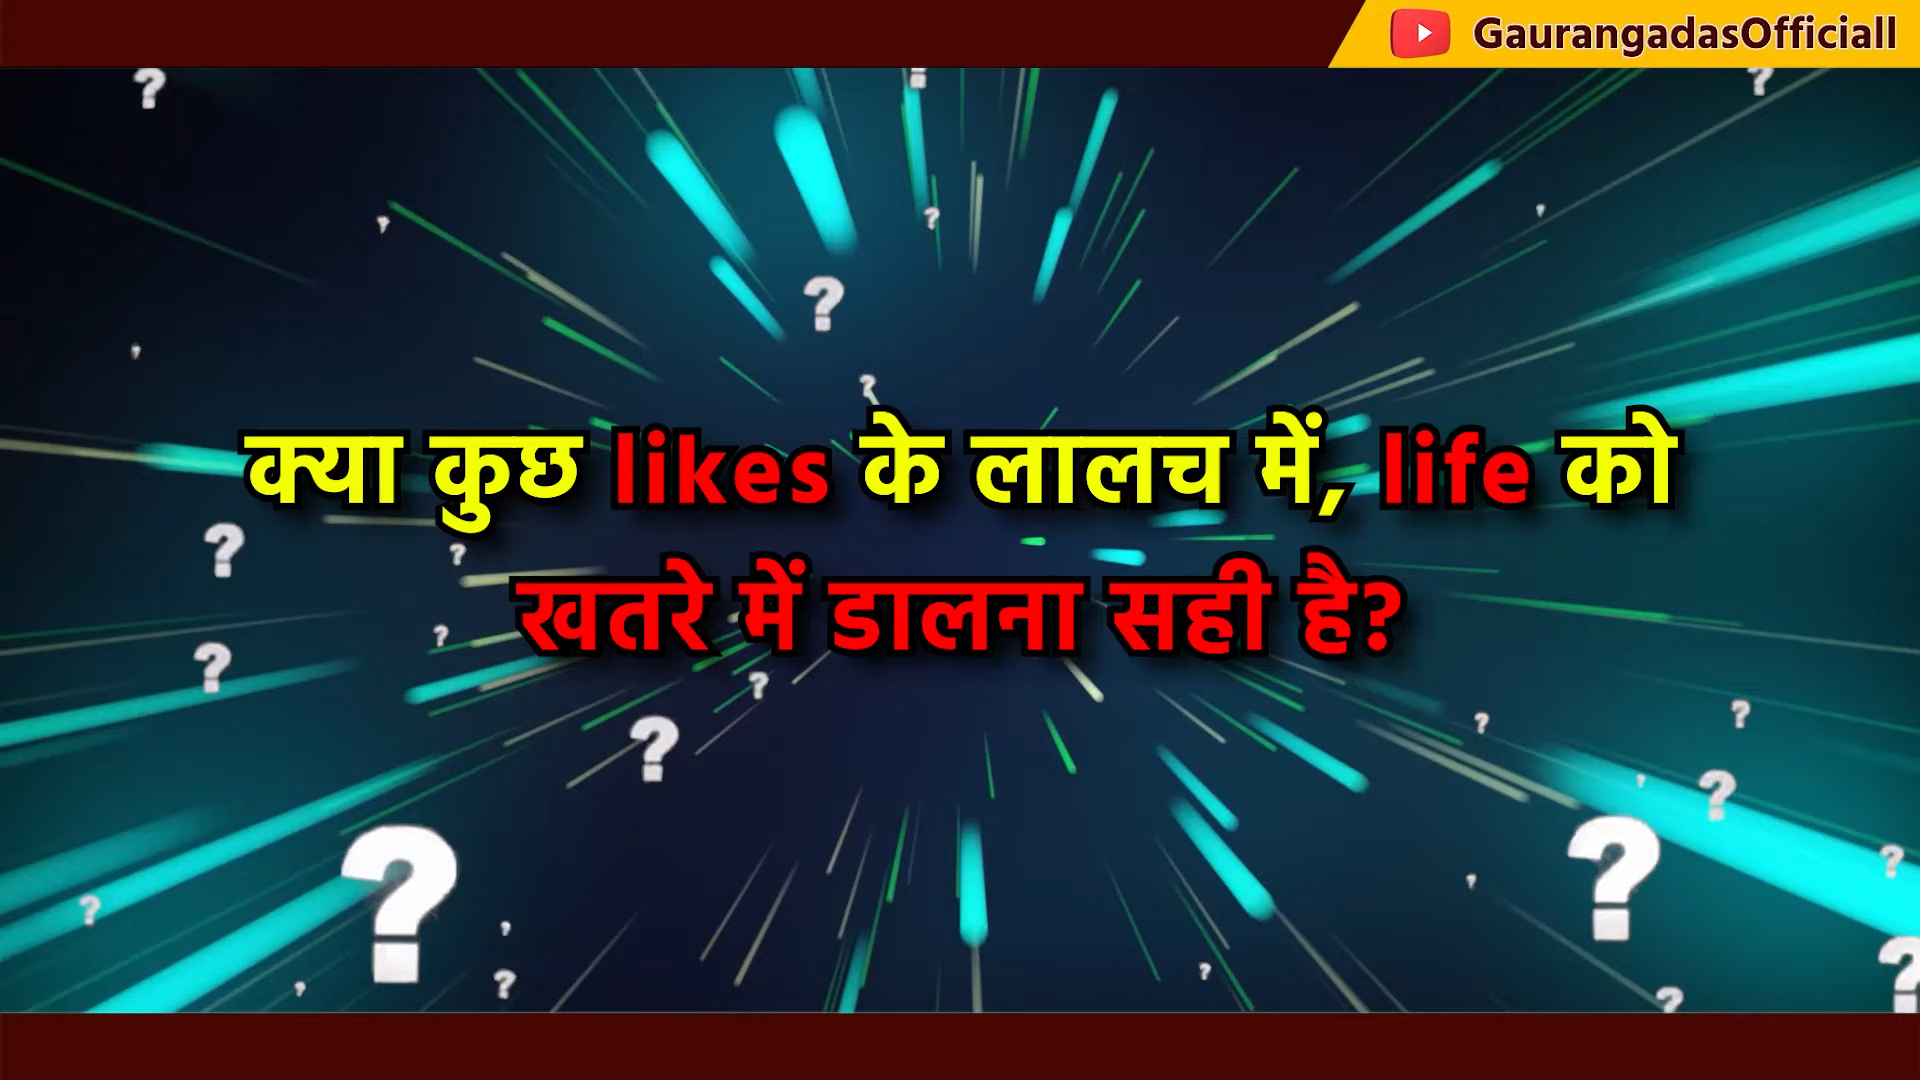 GaurangadasOfficiall
क्या कुछ likes के लालच में, life को
खतरे में डालना सही है?